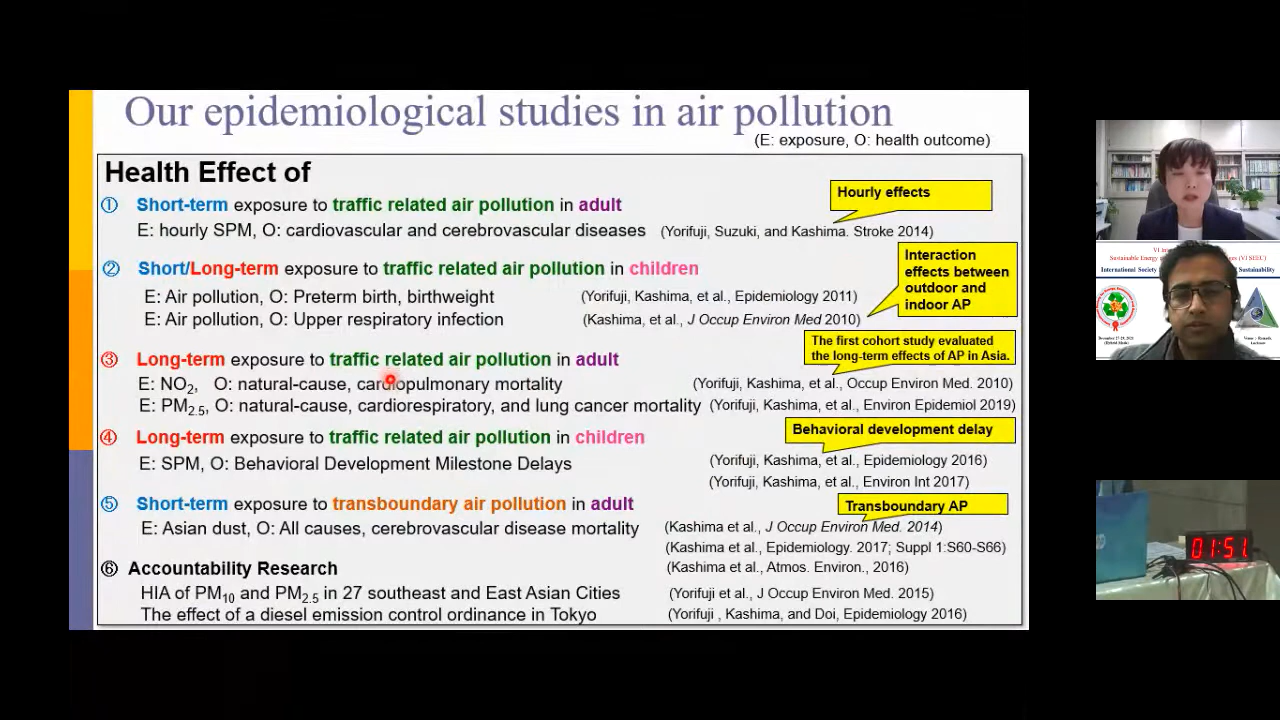 Our epidemiological studies in air pollution
(E: exposure, O: health outcome)
Health Effect of
① Short-term exposure to traffic related air pollution in adult
Hourly effects
E: hourly SPM, O: cardiovascular and cerebrovascular diseases (Yorifuji, Suzuki, and Kashima. Stroke 2014)
② Short/Long-term exposure to traffic related air pollution in children
Interaction
effects between
outdoor and
indoor AP
E: Air pollution, O: Preterm birth, birthweight (Yorifuji, Kashima, et al., Epidemiology 2011)
E: Air pollution, O: Upper respiratory infection (Kashima, et al., J Occup Environ Med 2010)
③ Long-term exposure to traffic related air pollution in adult
The first cohort study evaluated
the long-term effects of AP in Asia.
E: NO2, O: natural-cause, cardiopulmonary mortality (Yorifuji, Kashima, et al., Occup Environ Med. 2010)
E: PM2.5, O: natural-cause, cardiorespiratory, and lung cancer mortality (Yorifuji, Kashima, et al., Environ Epidemiol 2019)
④ Long-term exposure to traffic related air pollution in children
Behavioral development delay
E: SPM, O: Behavioral Development Milestone Delays (Yorifuji, Kashima, et al., Epidemiology 2016)
(Yorifuji, Kashima, et al., Environ Int 2017)
⑤ Short-term exposure to transboundary air pollution in adult
Transboundary AP
E: Asian dust, O: All causes, cerebrovascular disease mortality (Kashima et al., J Occup Environ Med. 2014)
(Kashima et al., Epidemiology. 2017; Suppl 1:S60-S66)
⑥ Accountability Research (Kashima et al., Atmos. Environ., 2016)
HIA of PM10 and PM2.5 in 27 southeast and East Asian Cities (Yorifuji et al., J Occup Environ Med. 2015)
The effect of a diesel emission control ordinance in Tokyo (Yorifuji , Kashima, and Doi, Epidemiology 2016)
Sustainable Energy
(VI SEEC)
International Society
Sustainability
December 27-29, 2021
01:51